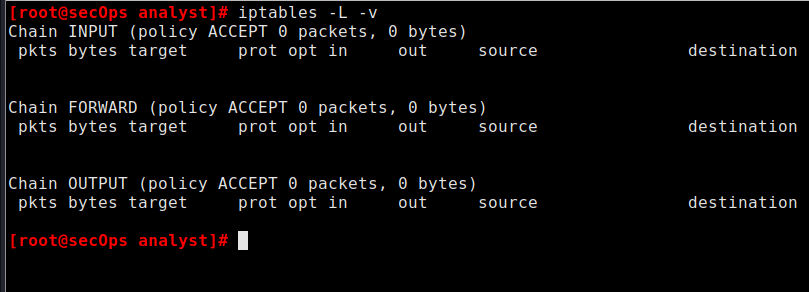 [root@secOps analyst]# iptables -L -v
Chain INPUT (policy ACCEPT 0 packets, 0 bytes)
 pkts bytes target     prot opt in     out     source               destination

Chain FORWARD (policy ACCEPT 0 packets, 0 bytes)
 pkts bytes target     prot opt in     out     source               destination

Chain OUTPUT (policy ACCEPT 0 packets, 0 bytes)
 pkts bytes target     prot opt in     out     source               destination
[root@secOps analyst]#